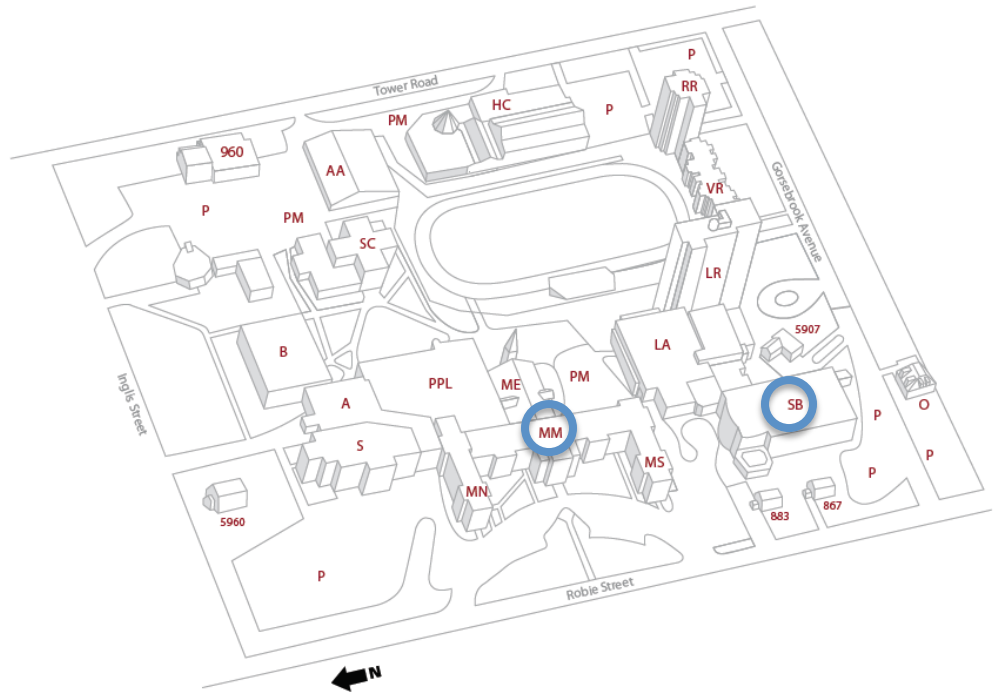 P
RR
Tower Road
HC
P
PM
960
AA
Gorsebrook Avenue
VR
P
PM
SC
LR
5907
B
LA
Inglis Street
PPL
ME
PM
A
SB
O
P
MM
S
P
MS
P
MN
883
867
5960
P
Robie Street
N